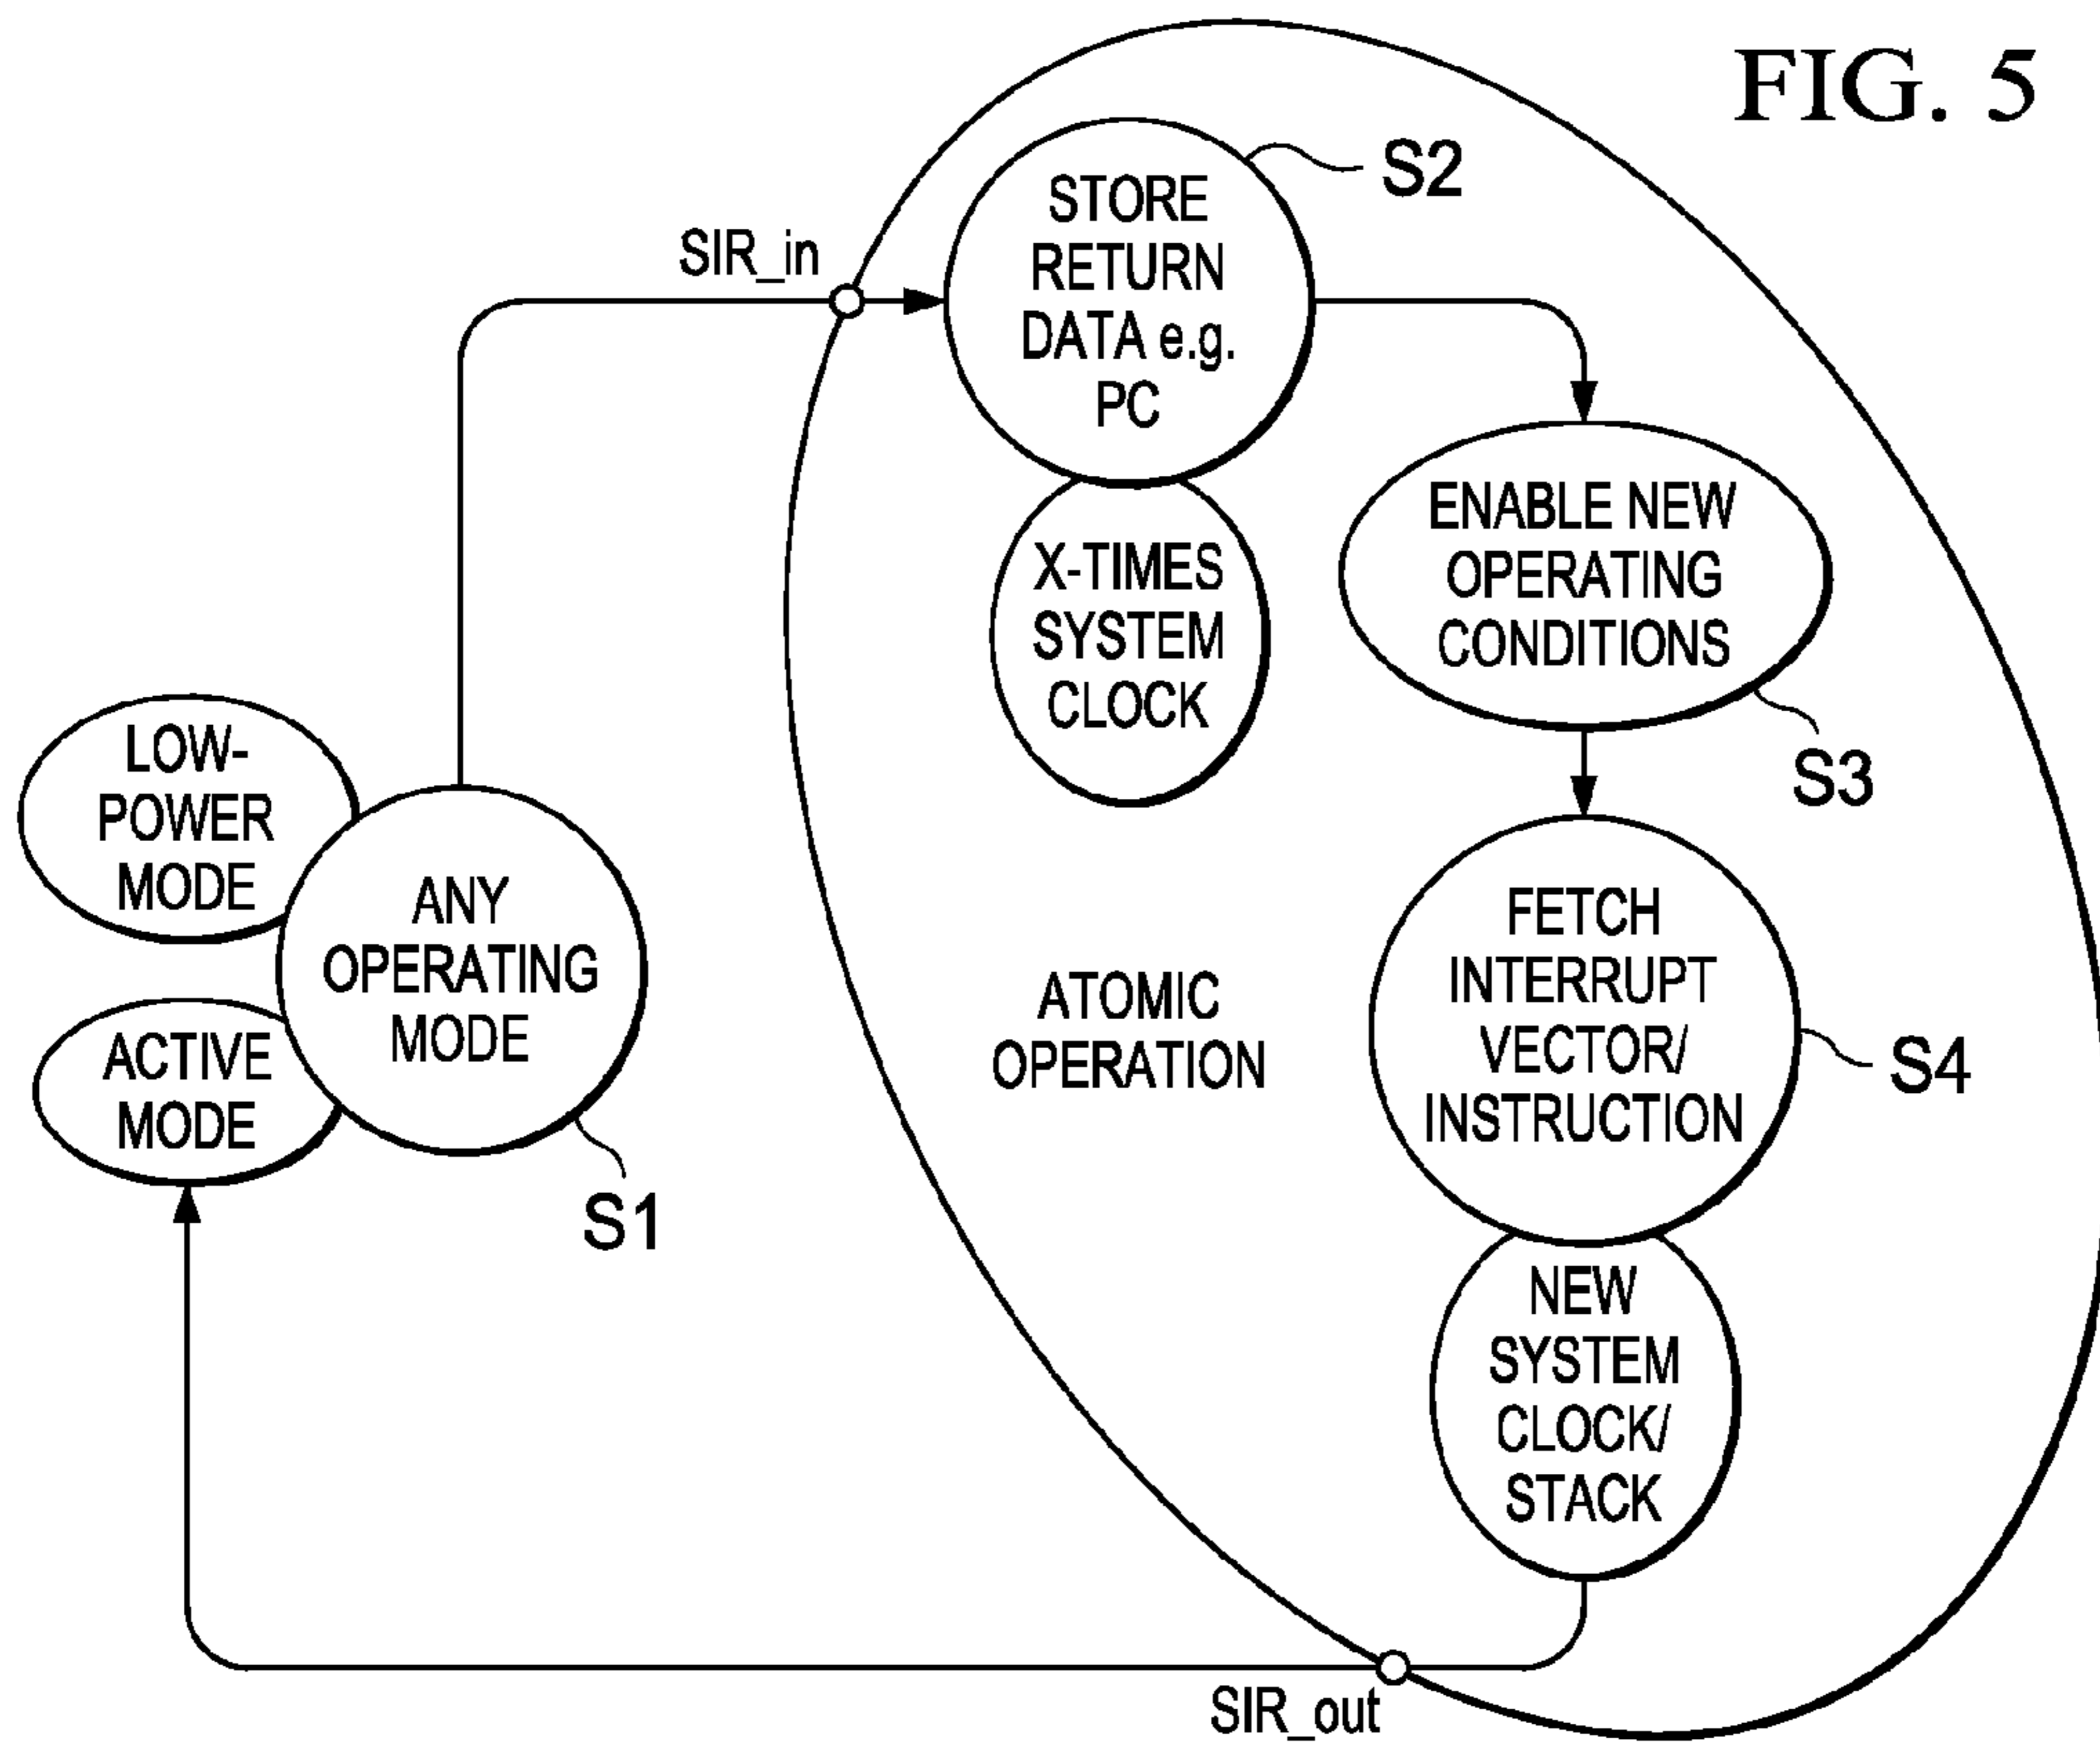 FIG. 5
S2
STORE
RETURN
DATA e.g.
PC
SIR_in
X-TIMES
SYSTEM
CLOCK
ENABLE NEW
OPERATING
CONDITIONS
S3
LOW-
POWER
MODE
ANY
OPERATING
MODE
ACTIVE
MODE
S1
ATOMIC
OPERATION
FETCH
INTERRUPT
VECTOR/
INSTRUCTION
S4
NEW
SYSTEM
CLOCK/
STACK
SIR_out